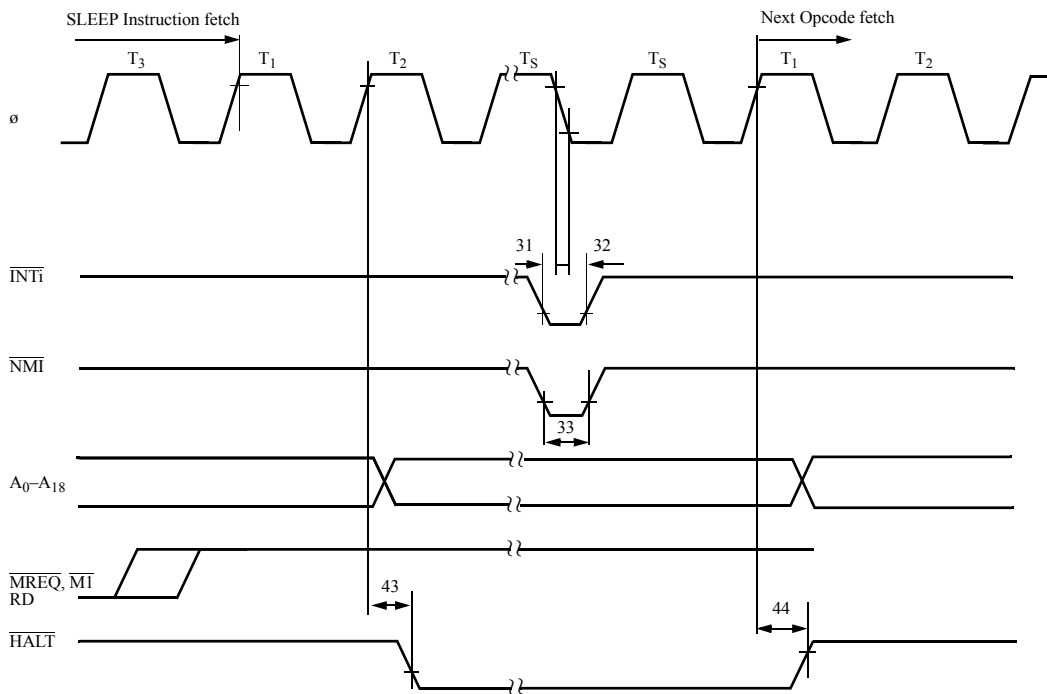 SLEEP Instruction fetch
Next Opcode fetch
T3 T1 T2 TS TS T1 T2
ø
31 32
INTi
NMI
33
A0–A18
MREQ, M1
RD
43
44
HALT